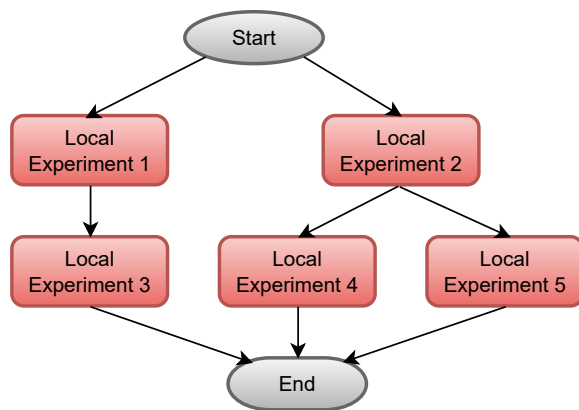 Start
Local
Experiment 1
Local
Experiment 2
Local
Experiment 3
Local
Experiment 4
Local
Experiment 5
End